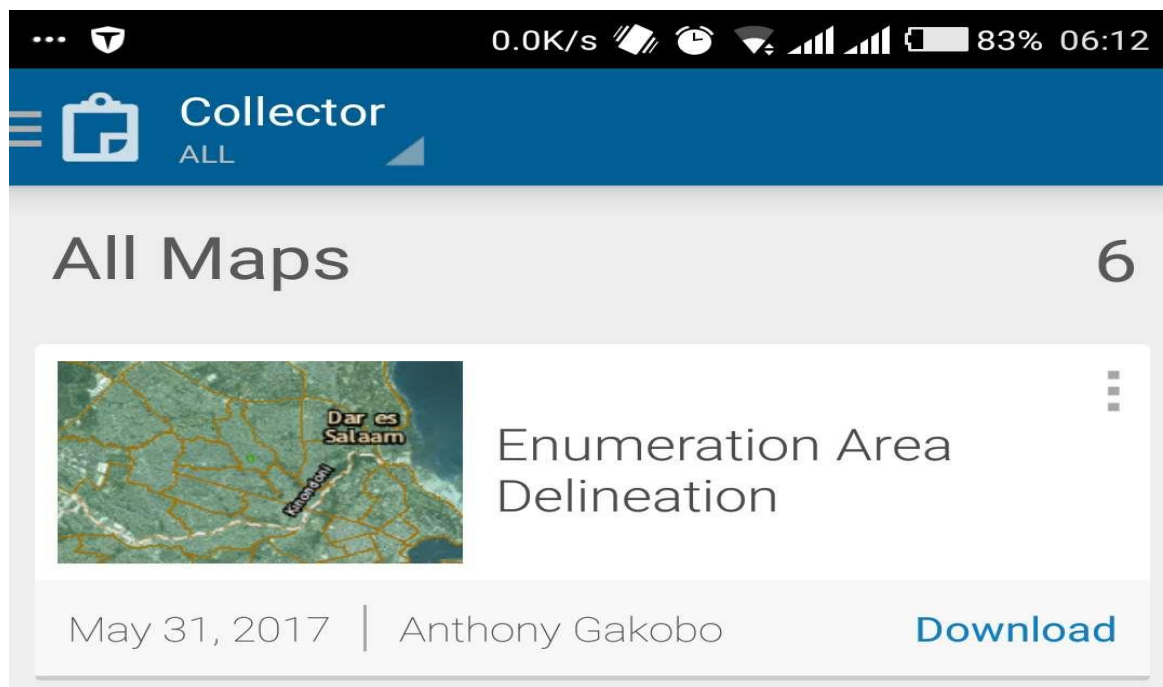 0.0K/s 83% 06:12
Collector
ALL
All Maps 6
Dar es
Salaam
Kinondoni
Enumeration Area
Delineation
May 31, 2017 | Anthony Gakobo Download